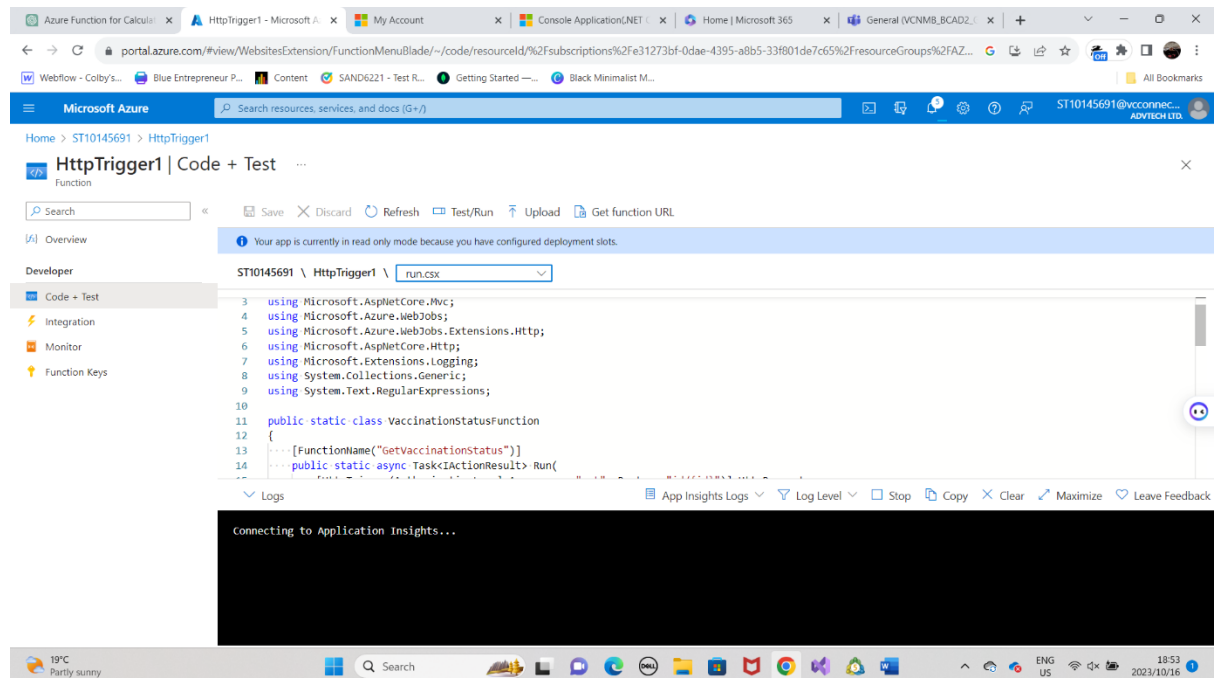 Azure Function for Calculat
HttpTrigger1 - Microsoft A
My Account
Console Application(.NET C
Home | Microsoft 365
General (VCNMB_BCAD2_C
portal.azure.com/#view/WebsitesExtension/FunctionMenuBlade/~/code/resourceId/%2Fsubscriptions%2Fe31273bf-0dae-4395-a8b5-33f801de7c65%2FresourceGroups%2FAZ...
Off
Webflow - Colby's...
Blue Entrepreneur P...
Content
SAND6221 - Test R...
Getting Started —...
Black Minimalist M...
All Bookmarks
Microsoft Azure
Search resources, services, and docs (G+/)
3
ST10145691@vcconnec...
ADVTECH LTD.
Home > ST10145691 > HttpTrigger1
HttpTrigger1 | Code + Test ...
Function
Search
«
Save
Discard
Refresh
Test/Run
Upload
Get function URL
Overview
Your app is currently in read only mode because you have configured deployment slots.
Developer
ST10145691 \ HttpTrigger1 \ run.csx
Code + Test
Integration
Monitor
Function Keys
3 using Microsoft.AspNetCore.Mvc;
4 using Microsoft.Azure.WebJobs;
5 using Microsoft.Azure.WebJobs.Extensions.Http;
6 using Microsoft.AspNetCore.Http;
7 using Microsoft.Extensions.Logging;
8 using System.Collections.Generic;
9 using System.Text.RegularExpressions;
10
11 public static class VaccinationStatusFunction
12 {
13 [FunctionName("GetVaccinationStatus")]
14 public static async Task<IActionResult> Run(
Logs
App Insights Logs
Log Level
Stop
Copy
Clear
Maximize
Leave Feedback
Connecting to Application Insights...
19°C
Partly sunny
Search
DELL
ENG
US
18:53
2023/10/16
1